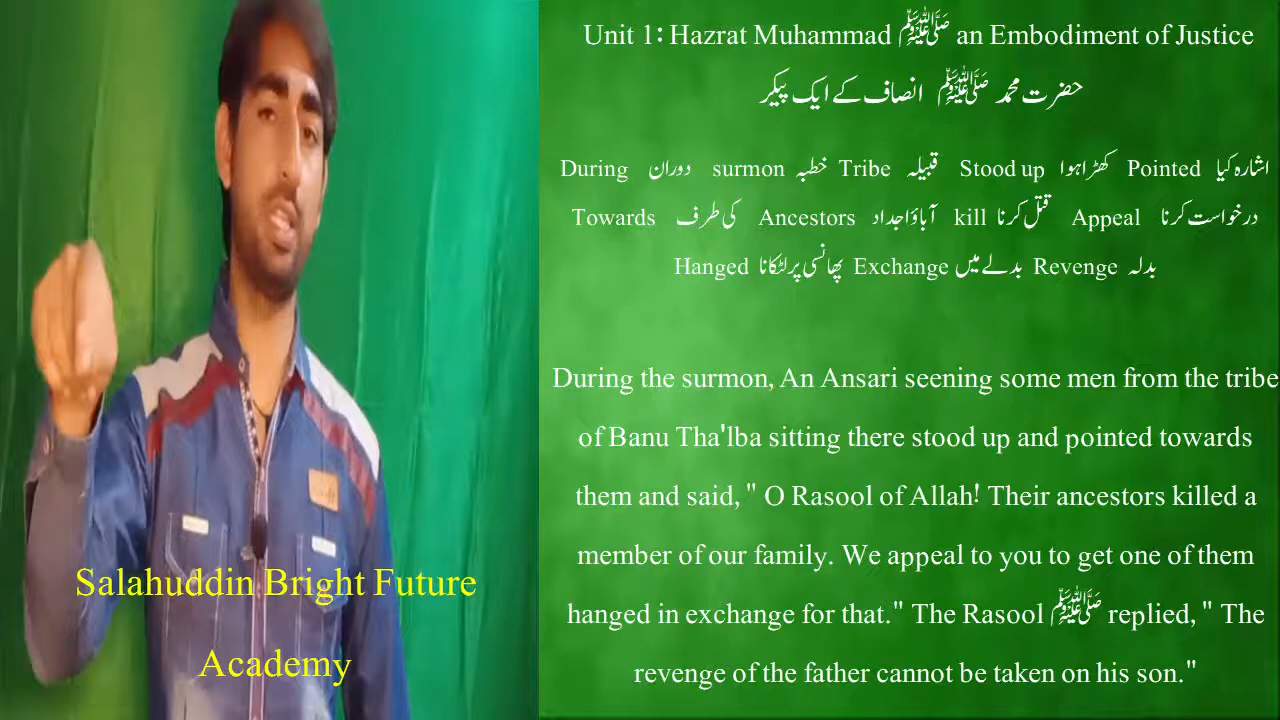 Unit 1: Hazrat Muhammad ﷺ an Embodiment of Justice
حضرت محمد ﷺ انصاف کے ایک پیکر
During دوران surmon خطبہ Tribe قبیلہ Stood up کھڑا ہوا Pointed اشارہ کیا
Towards کی طرف Ancestors آباؤاجداد kill قتل کرنا Appeal درخواست کرنا
Hanged پھانسی پر لٹکانا Exchange بدلے میں Revenge بدلہ
During the surmon, An Ansari seening some men from the tribe
of Banu Tha'lba sitting there stood up and pointed towards
them and said, " O Rasool of Allah! Their ancestors killed a
member of our family. We appeal to you to get one of them
hanged in exchange for that." The Rasool ﷺ replied, " The
revenge of the father cannot be taken on his son."
Salahuddin Bright Future
Academy